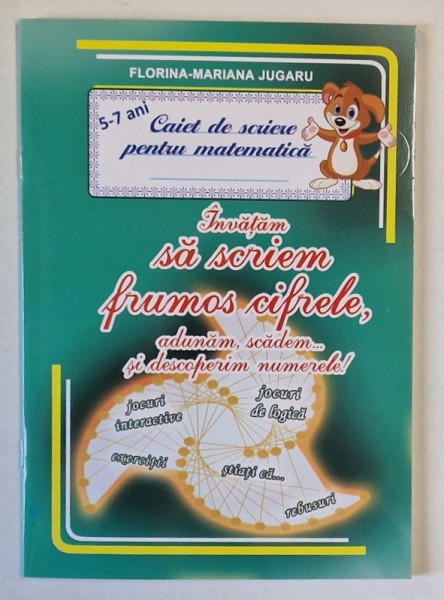 FLORINA-MARIANA JUGARU
5-7 ani
Caiet de scriere
pentru matematică
Învățăm
să scriem
frumos cifrele,
adunăm, scădem...
și descoperim numerele!
jocuri
interactive
jocuri
de logică
exerciții
știați că...
rebusuri